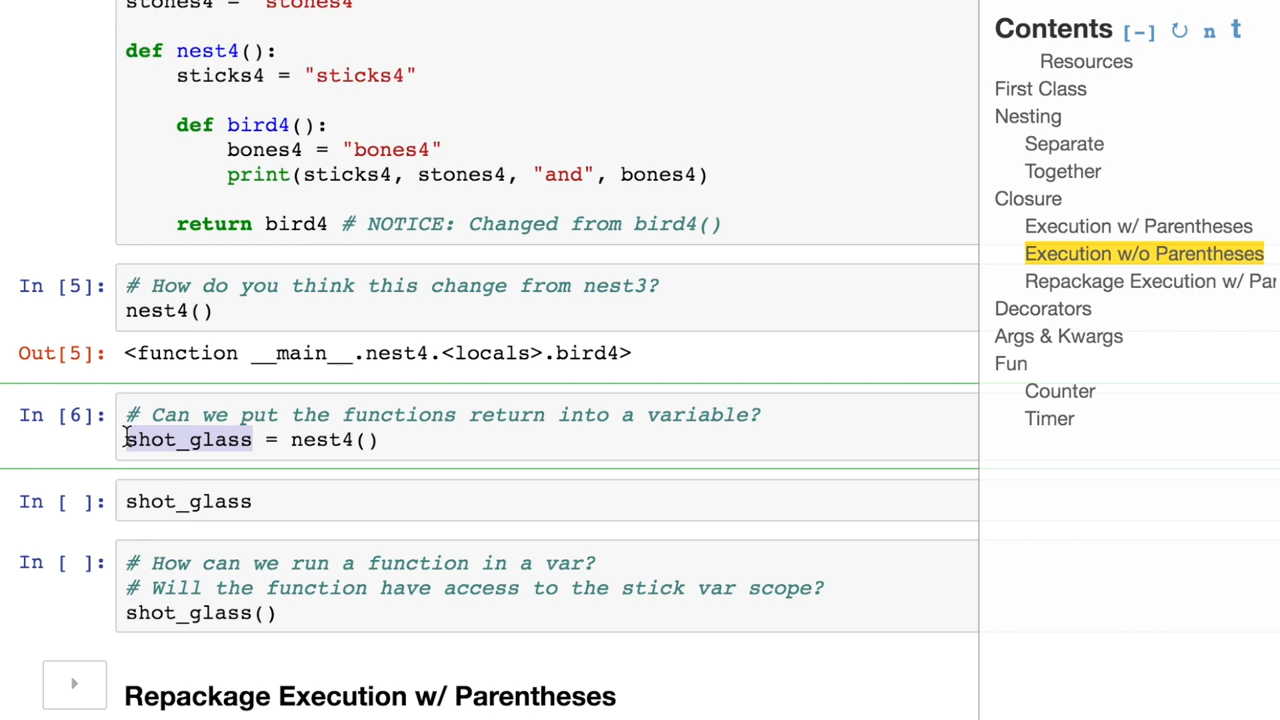 stones4 = "stones4"
def nest4():
sticks4 = "sticks4"
def bird4():
bones4 = "bones4"
print(sticks4, stones4, "and", bones4)
return bird4 # NOTICE: Changed from bird4()
In [5]: # How do you think this change from nest3?
nest4()
Out[5]: <function __main__.nest4.<locals>.bird4>
In [6]: # Can we put the functions return into a variable?
shot_glass = nest4()
In [ ]: shot_glass
In [ ]: # How can we run a function in a var?
# Will the function have access to the stick var scope?
shot_glass()
Repackage Execution w/ Parentheses
Contents [-] ↻ n t
Resources
First Class
Nesting
Separate
Together
Closure
Execution w/ Parentheses
Execution w/o Parentheses
Repackage Execution w/ Par
Decorators
Args & Kwargs
Fun
Counter
Timer